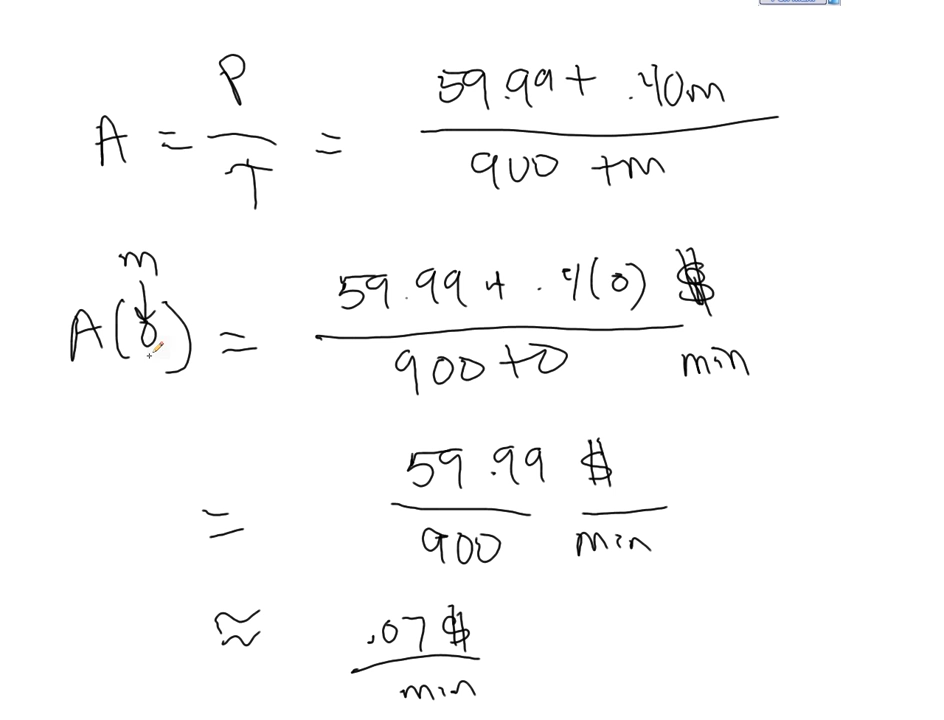 A = P/T = (59.99 + .40m)/(900 + m)
m
A(0) = (59.99 + .4(0))/(900 + 0) $/min
= 59.99/900 $/min
≈ .07 $/min